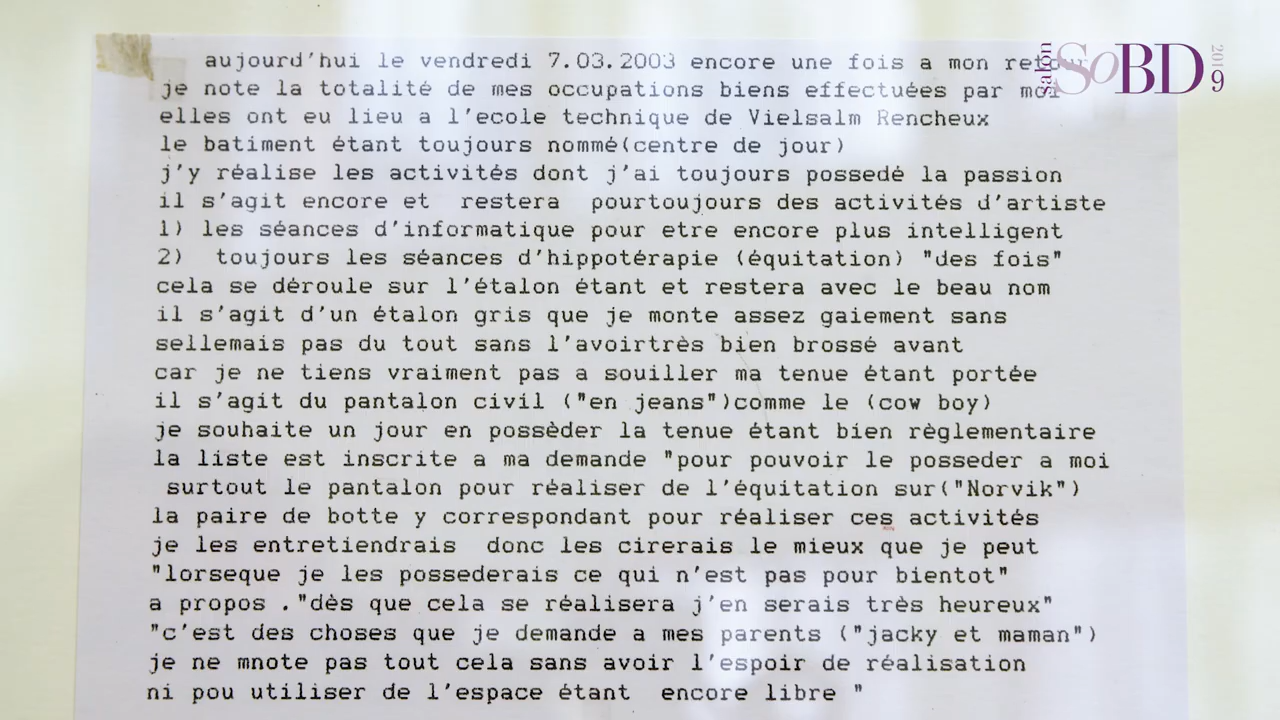 salon SoBD 2019
aujourd'hui le vendredi 7.03.2003 encore une fois a mon retour
je note la totalité de mes occupations biens effectuées par moi
elles ont eu lieu a l'ecole technique de Vielsalm Rencheux
le batiment étant toujours nommé(centre de jour)
j'y réalise les activités dont j'ai toujours possedé la passion
il s'agit encore et  restera  pourtoujours des activités d'artiste
1) les séances d'informatique pour etre encore plus intelligent
2)  toujours les séances d'hippotérapie (équitation) "des fois"
cela se déroule sur l'étalon étant et restera avec le beau nom
il s'agit d'un étalon gris que je monte assez gaiement sans
sellemais pas du tout sans l'avoirtrès bien brossé avant
car je ne tiens vraiment pas a souiller ma tenue étant portée
il s'agit du pantalon civil ("en jeans")comme le (cow boy)
je souhaite un jour en possèder la tenue étant bien règlementaire
la liste est inscrite a ma demande "pour pouvoir le posseder a moi
surtout le pantalon pour réaliser de l'équitation sur("Norvik")
la paire de botte y correspondant pour réaliser ces activités
je les entretiendrais  donc les cirerais le mieux que je peut
"lorseque je les possederais ce qui n'est pas pour bientot"
a propos ."dès que cela se réalisera j'en serais très heureux"
"c'est des choses que je demande a mes parents ("jacky et maman")
je ne mnote pas tout cela sans avoir l'espoir de réalisation
ni pou utiliser de l'espace étant  encore libre "